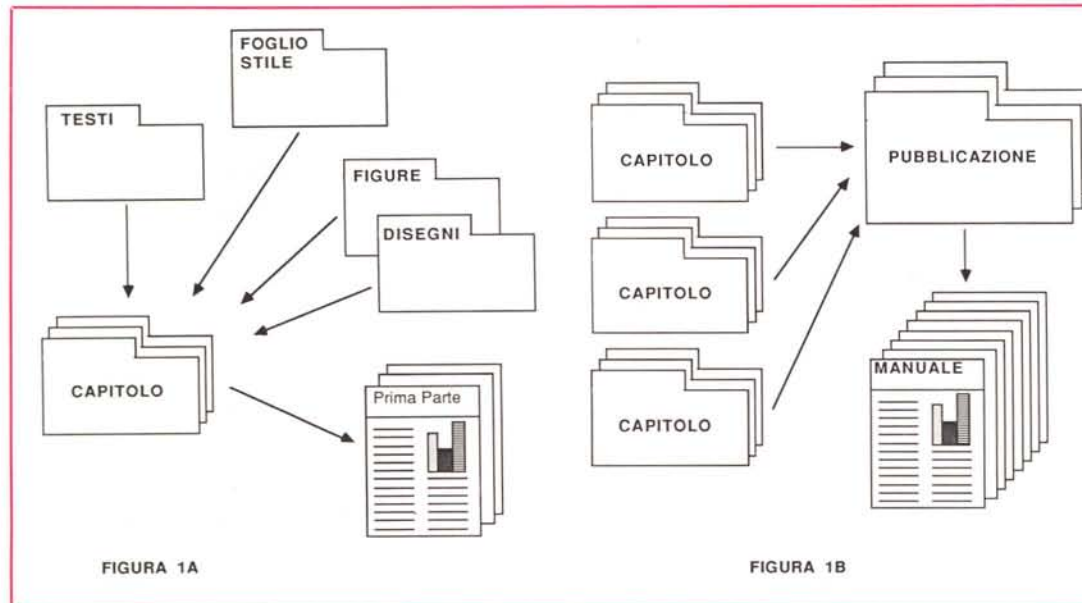 FOGLIO
STILE
TESTI
FIGURE
DISEGNI
CAPITOLO
Prima Parte
FIGURA 1A
CAPITOLO
PUBBLICAZIONE
CAPITOLO
CAPITOLO
MANUALE
FIGURA 1B